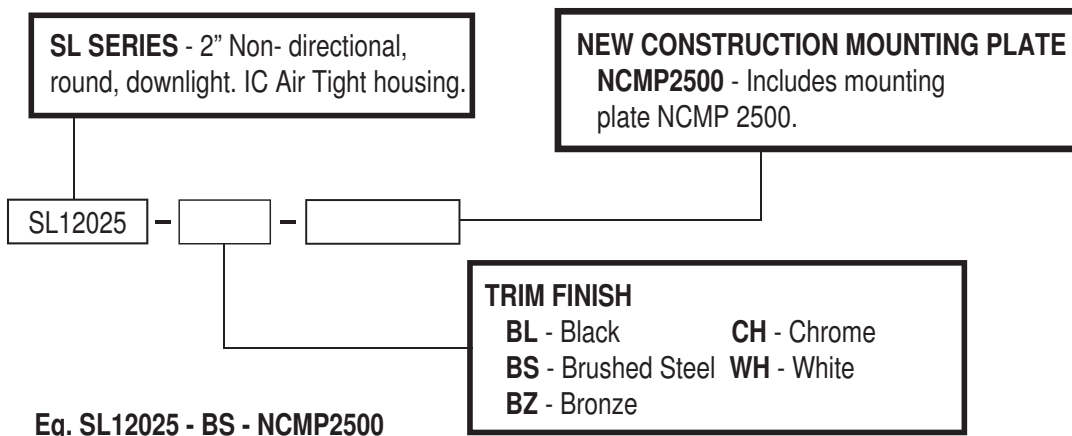 SL SERIES - 2” Non- directional,
round, downlight. IC Air Tight housing.
NEW CONSTRUCTION MOUNTING PLATE
NCMP2500 - Includes mounting
plate NCMP 2500.
SL12025 - -
TRIM FINISH
BL - Black CH - Chrome
BS - Brushed Steel WH - White
BZ - Bronze
Eg. SL12025 - BS - NCMP2500